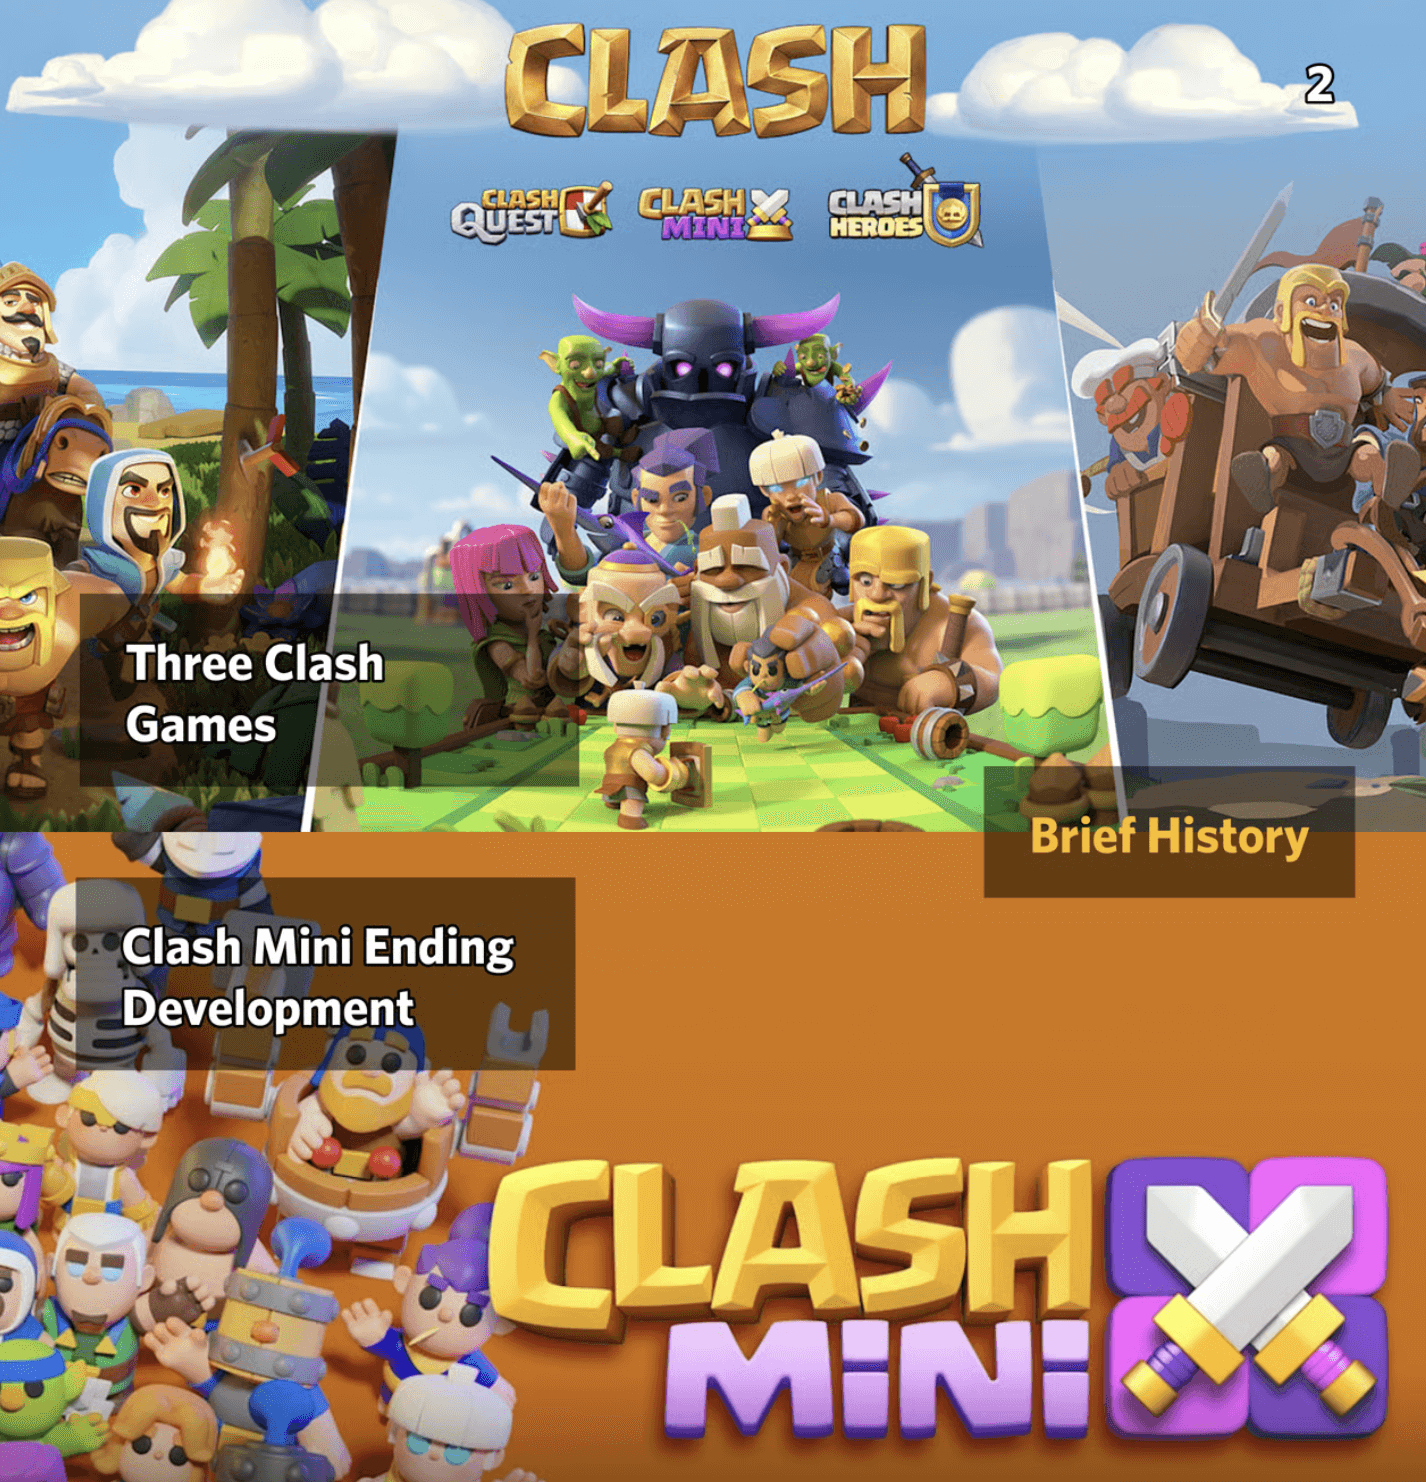 CLASH
2
CLASH
QUEST
CLASH
MINI
CLASH
HEROES
Three Clash
Games
Brief History
Clash Mini Ending
Development
CLASH
MiNi